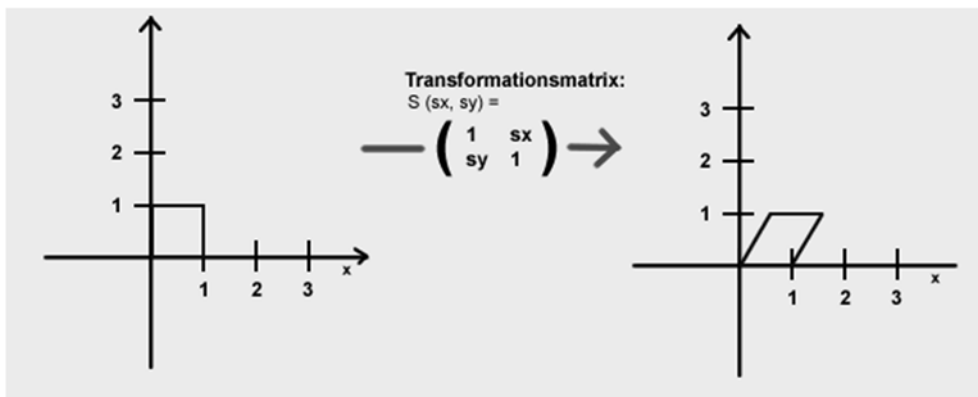 3
2
1
x
1 2 3
Transformationsmatrix:
S (sx, sy) =
( 1 sx
sy 1 )
3
2
1
x
1 2 3